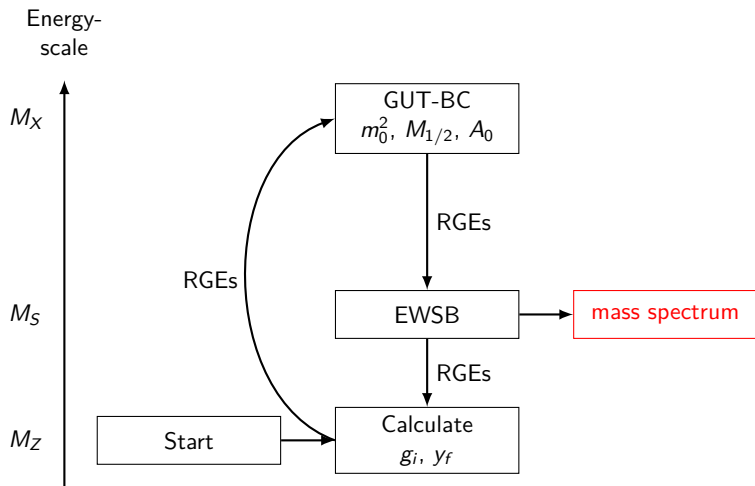 Energy-
scale
M_X
GUT-BC
m_0^2, M_{1/2}, A_0
RGEs
RGEs
M_S
EWSB
mass spectrum
RGEs
M_Z
Start
Calculate
g_i, y_f